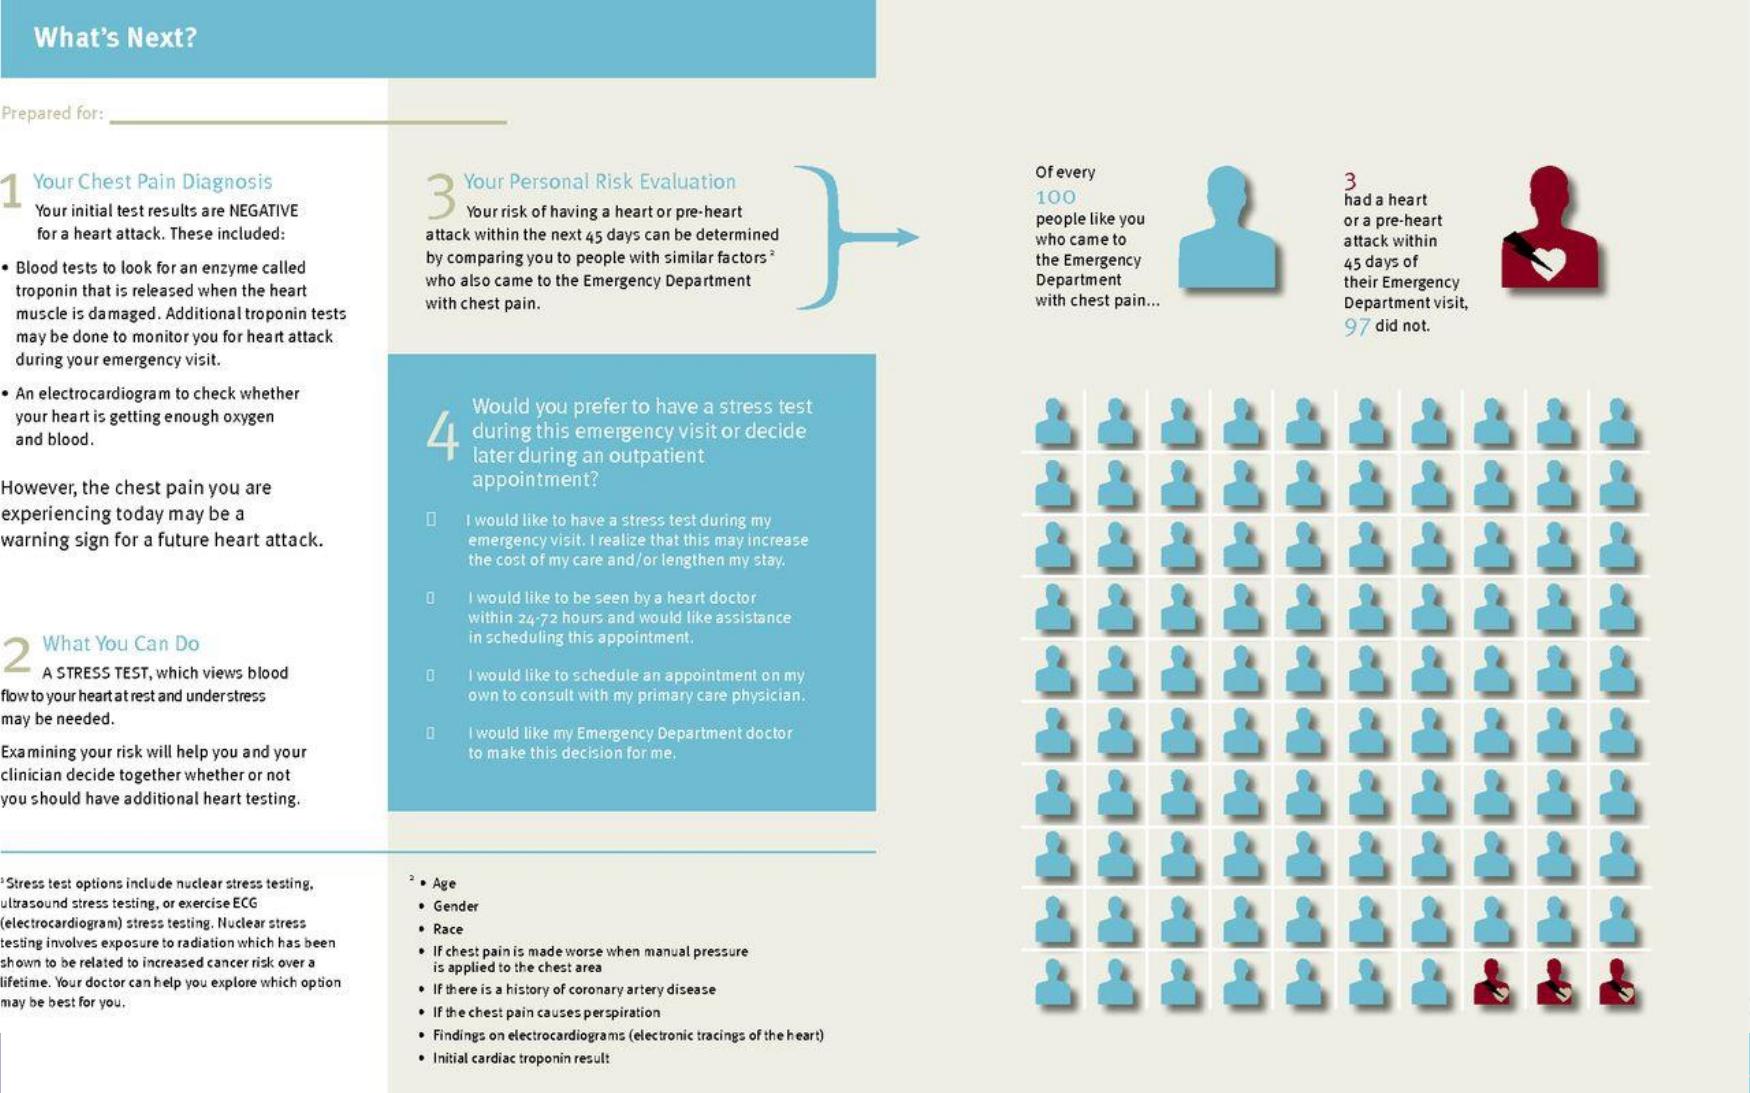 What's Next?
Prepared for:
1 Your Chest Pain Diagnosis
Your initial test results are NEGATIVE
for a heart attack. These included:
• Blood tests to look for an enzyme called
troponin that is released when the heart
muscle is damaged. Additional troponin tests
may be done to monitor you for heart attack
during your emergency visit.
• An electrocardiogram to check whether
your heart is getting enough oxygen
and blood.
However, the chest pain you are
experiencing today may be a
warning sign for a future heart attack.
2 What You Can Do
A STRESS TEST, which views blood
flow to your heart at rest and under stress
may be needed.
Examining your risk will help you and your
clinician decide together whether or not
you should have additional heart testing.
¹Stress test options include nuclear stress testing,
ultrasound stress testing, or exercise ECG
(electrocardiogram) stress testing. Nuclear stress
testing involves exposure to radiation which has been
shown to be related to increased cancer risk over a
lifetime. Your doctor can help you explore which option
may be best for you.
3 Your Personal Risk Evaluation
Your risk of having a heart or pre-heart
attack within the next 45 days can be determined
by comparing you to people with similar factors²
who also came to the Emergency Department
with chest pain.
4 Would you prefer to have a stress test
during this emergency visit or decide
later during an outpatient
appointment?
I would like to have a stress test during my
emergency visit. I realize that this may increase
the cost of my care and/or lengthen my stay.
I would like to be seen by a heart doctor
within 24-72 hours and would like assistance
in scheduling this appointment.
I would like to schedule an appointment on my
own to consult with my primary care physician.
I would like my Emergency Department doctor
to make this decision for me.
² • Age
• Gender
• Race
• If chest pain is made worse when manual pressure
is applied to the chest area
• If there is a history of coronary artery disease
• If the chest pain causes perspiration
• Findings on electrocardiograms (electronic tracings of the heart)
• Initial cardiac troponin result
Of every
100
people like you
who came to
the Emergency
Department
with chest pain...
3
had a heart
or a pre-heart
attack within
45 days of
their Emergency
Department visit,
97 did not.